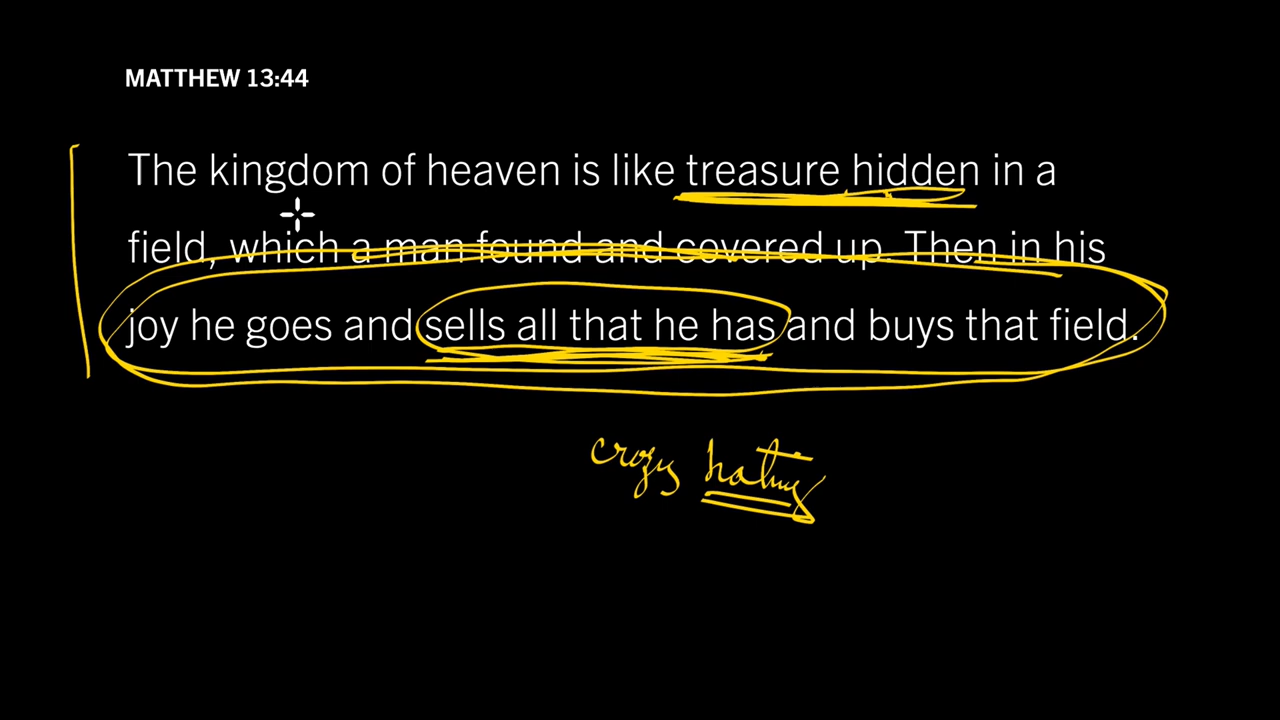 MATTHEW 13:44
The kingdom of heaven is like treasure hidden in a
field, which a man found and covered up. Then in his
joy he goes and sells all that he has and buys that field.
crazy hating